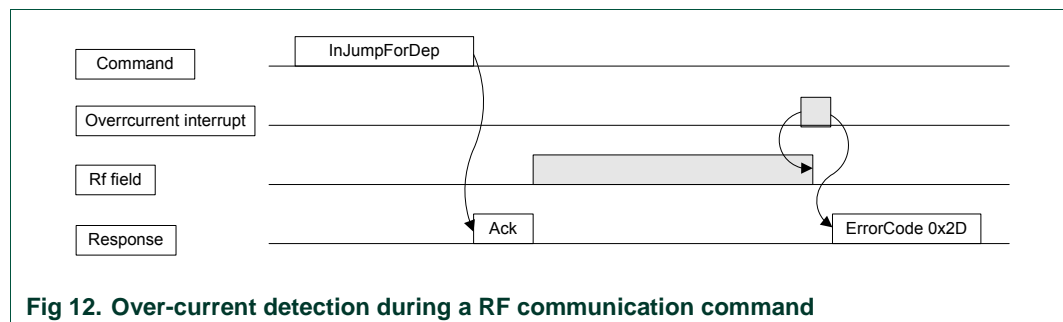 InJumpForDep
Command
Overrcurrent interrupt
Rf field
Ack
ErrorCode 0x2D
Response
Fig 12. Over-current detection during a RF communication command